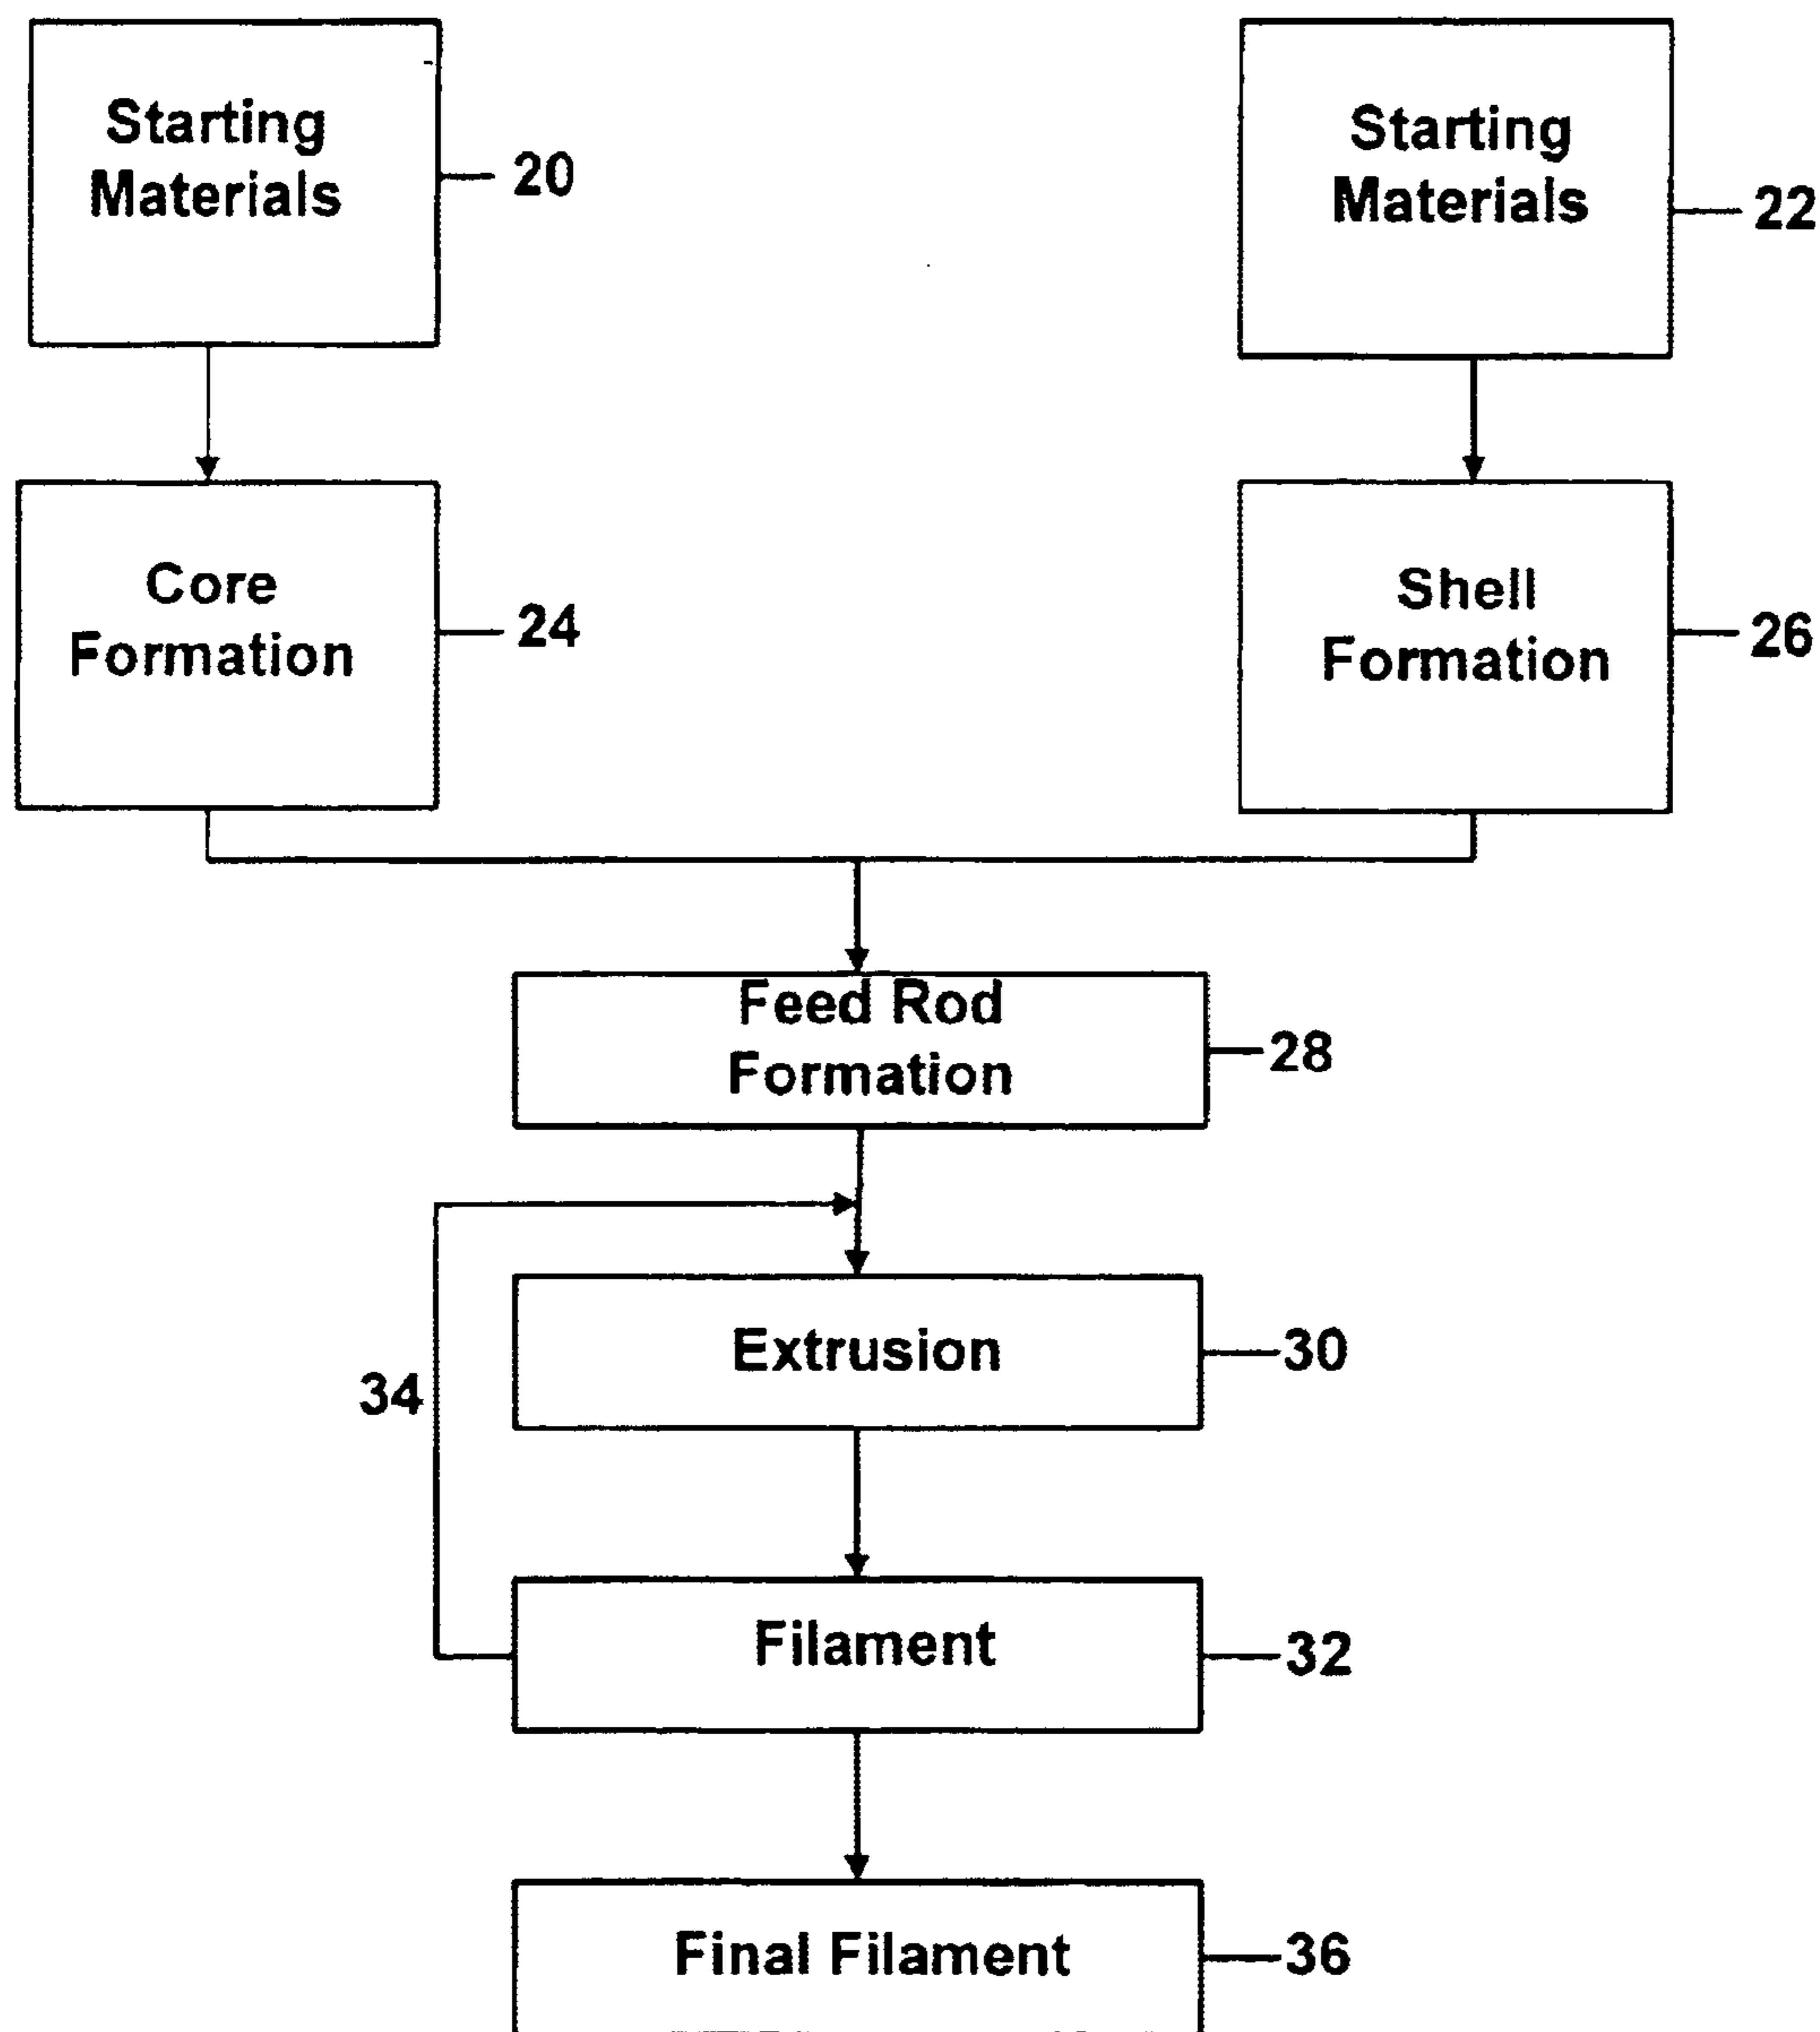 Starting
Materials
20
Starting
Materials
22
Core
Formation
24
Shell
Formation
26
Feed Rod
Formation
28
Extrusion
30
34
Filament
32
Final Filament
36